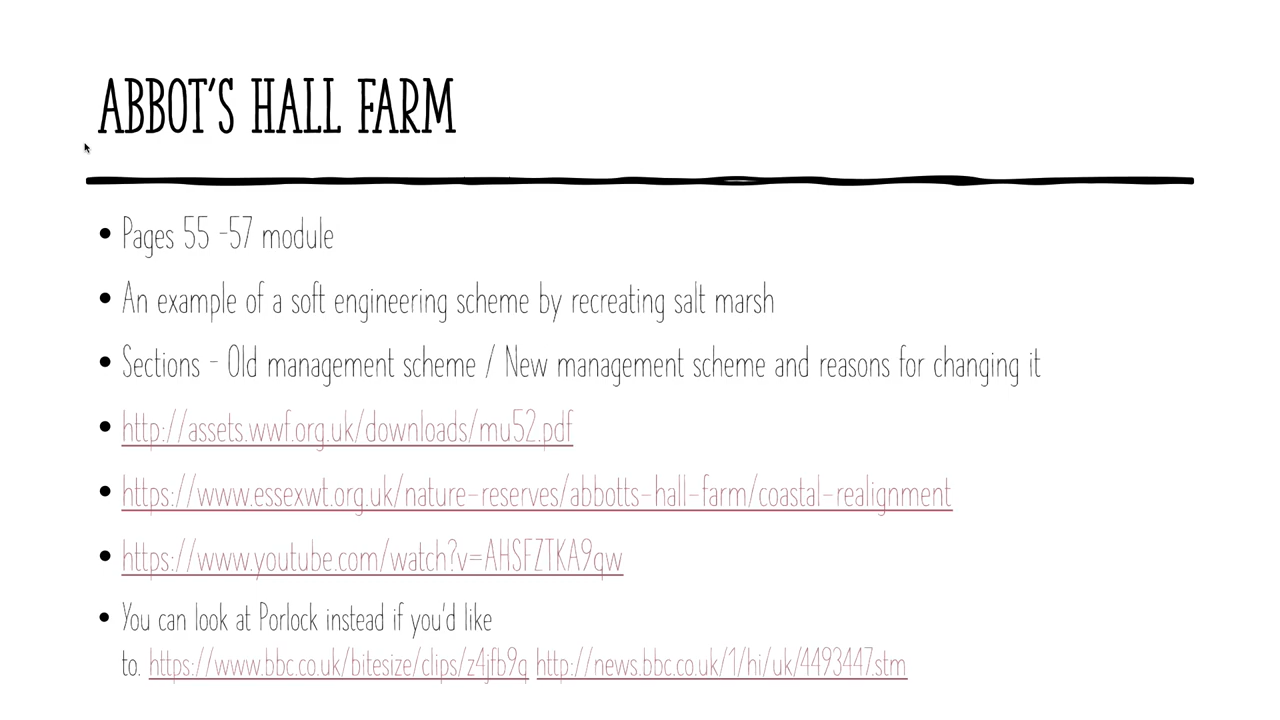 ABBOT'S HALL FARM
• Pages 55 -57 module
• An example of a soft engineering scheme by recreating salt marsh
• Sections - Old management scheme / New management scheme and reasons for changing it
• http://assets.wwf.org.uk/downloads/mu52.pdf
• https://www.essexwt.org.uk/nature-reserves/abbotts-hall-farm/coastal-realignment
• https://www.youtube.com/watch?v=AHSFZTKA9qw
• You can look at Porlock instead if you'd like
to. https://www.bbc.co.uk/bitesize/clips/z4jfb9q http://news.bbc.co.uk/1/hi/uk/4493447.stm